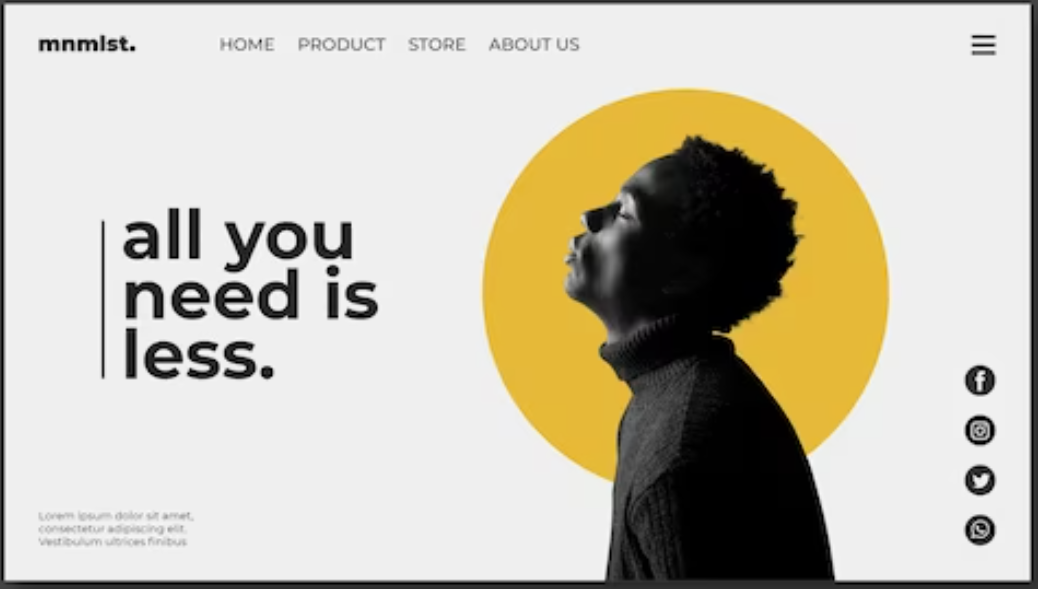 mnmlst.
HOME PRODUCT STORE ABOUT US
all you
need is
less.
Lorem ipsum dolor sit amet,
consectetur adipiscing elit.
Vestibulum ultrices finibus